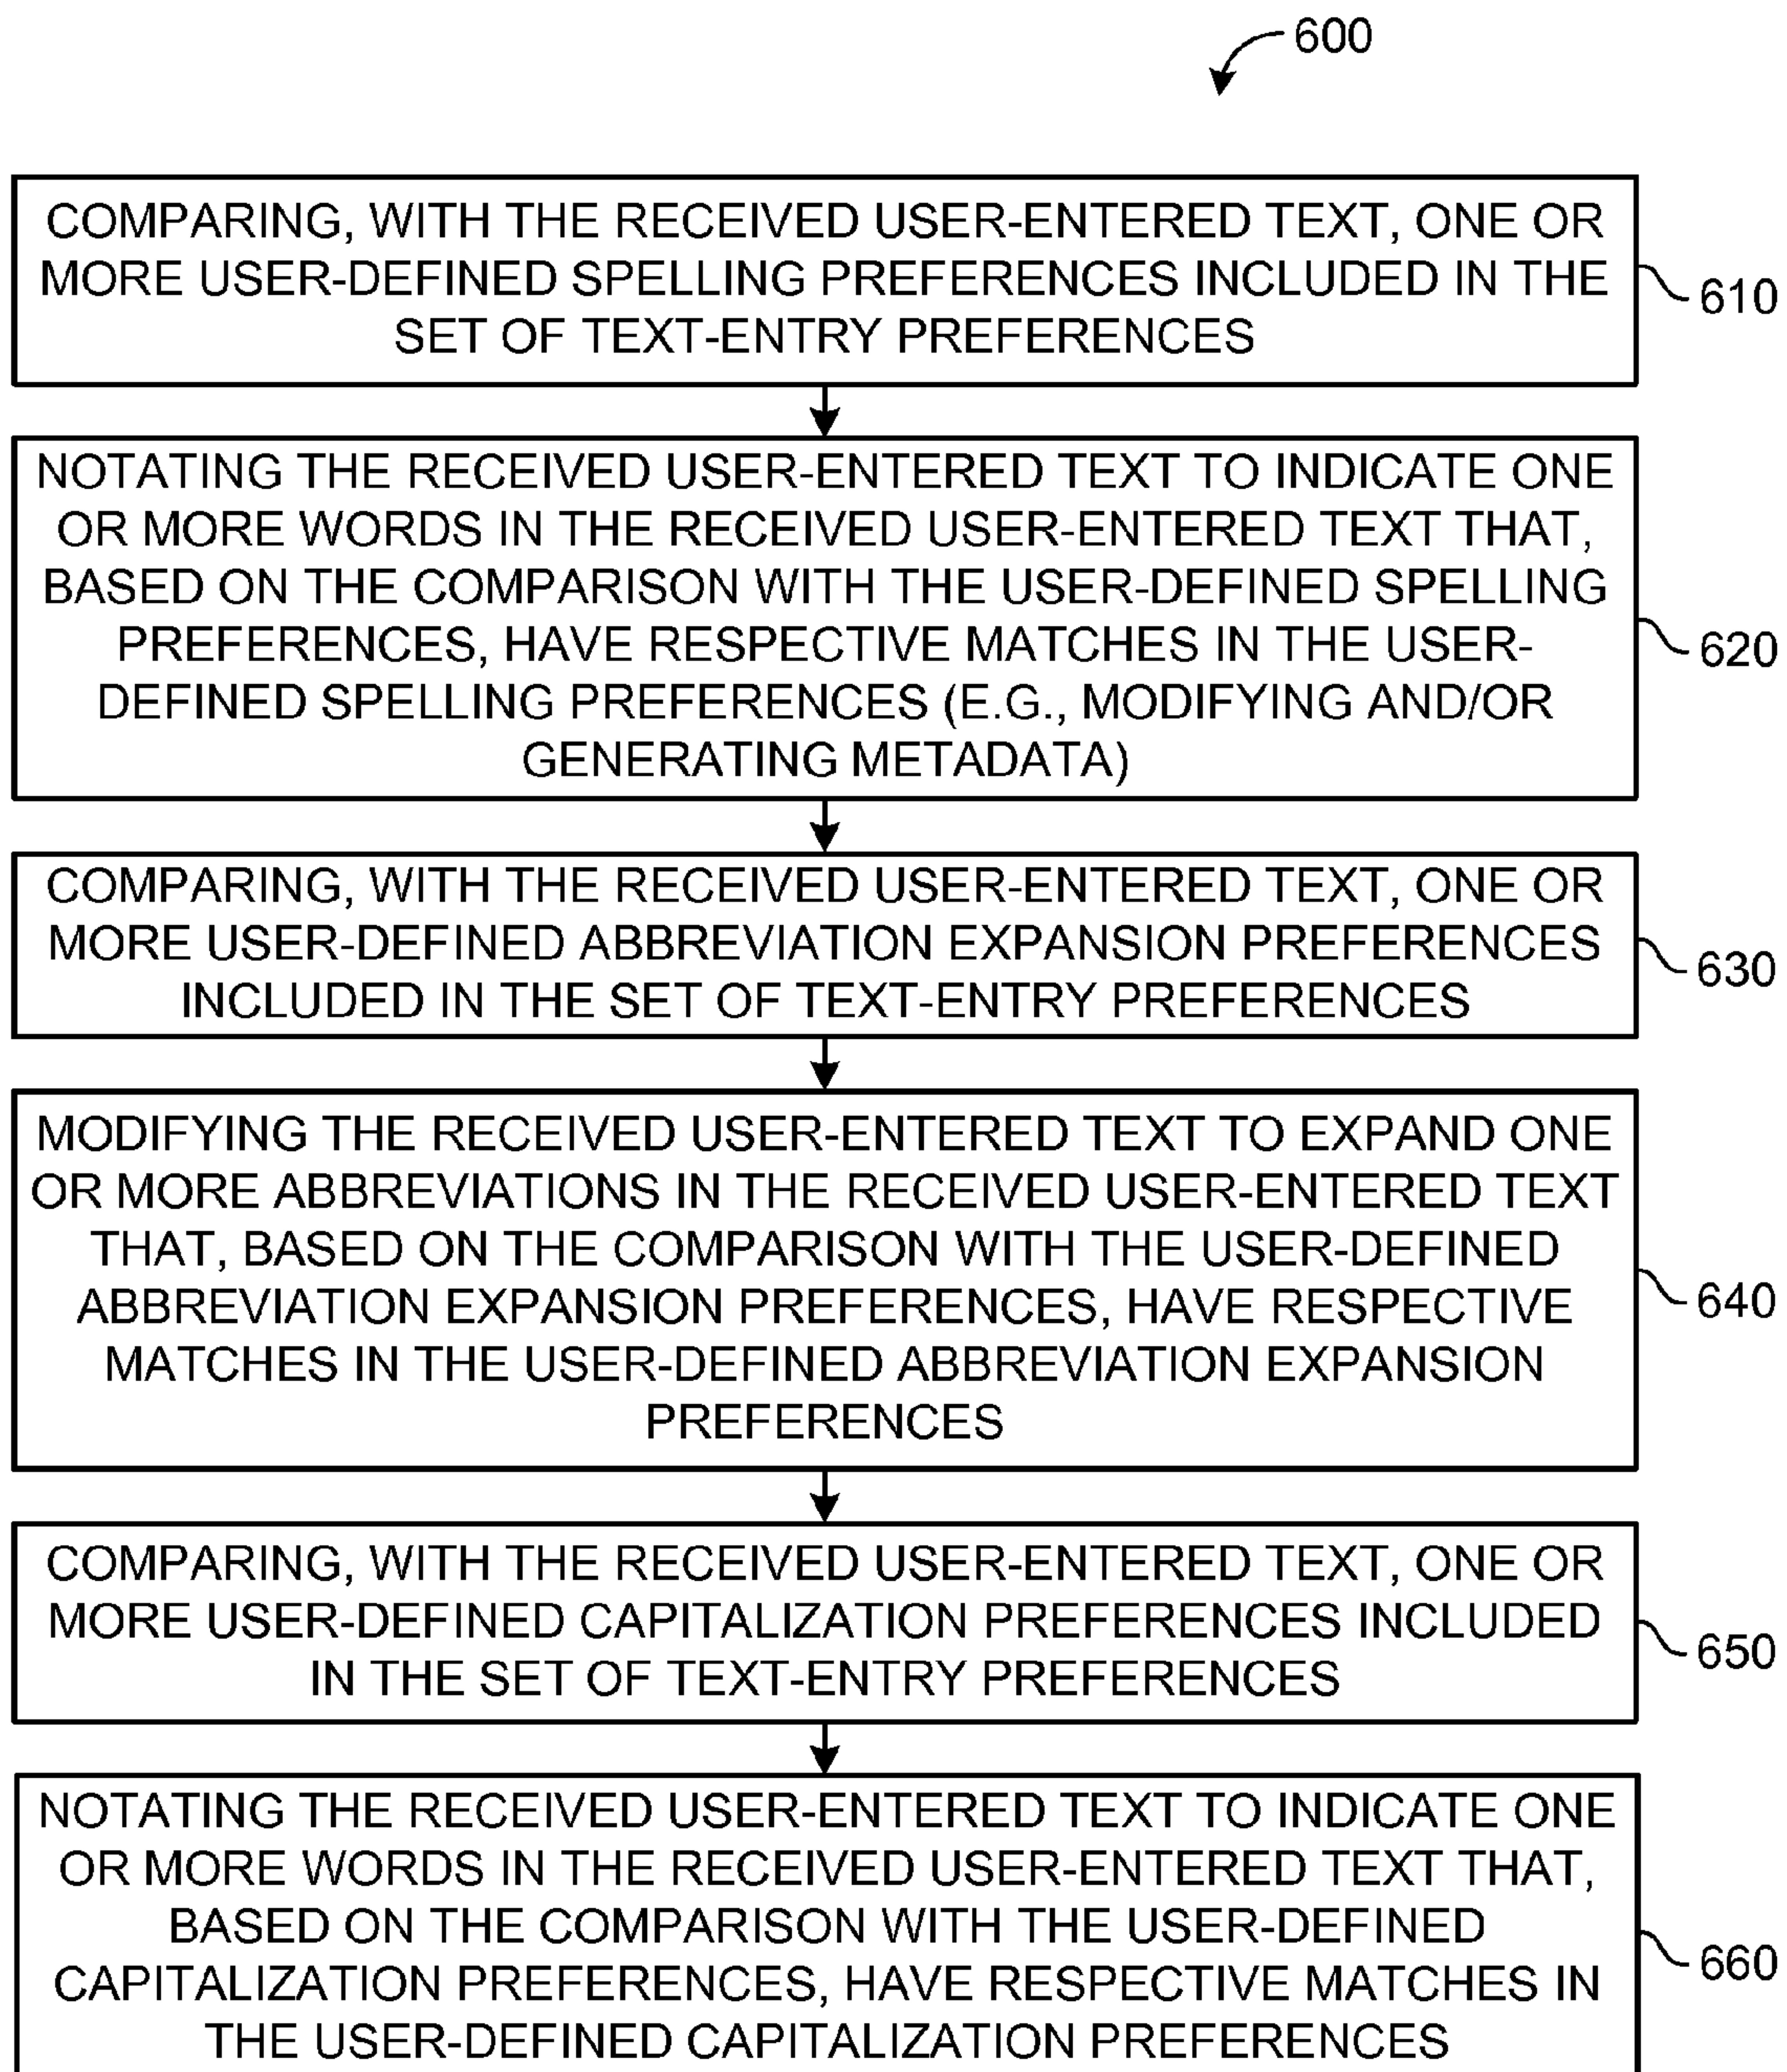 600
COMPARING, WITH THE RECEIVED USER-ENTERED TEXT, ONE OR
MORE USER-DEFINED SPELLING PREFERENCES INCLUDED IN THE
SET OF TEXT-ENTRY PREFERENCES
610
NOTATING THE RECEIVED USER-ENTERED TEXT TO INDICATE ONE
OR MORE WORDS IN THE RECEIVED USER-ENTERED TEXT THAT,
BASED ON THE COMPARISON WITH THE USER-DEFINED SPELLING
PREFERENCES, HAVE RESPECTIVE MATCHES IN THE USER-
DEFINED SPELLING PREFERENCES (E.G., MODIFYING AND/OR
GENERATING METADATA)
620
COMPARING, WITH THE RECEIVED USER-ENTERED TEXT, ONE OR
MORE USER-DEFINED ABBREVIATION EXPANSION PREFERENCES
INCLUDED IN THE SET OF TEXT-ENTRY PREFERENCES
630
MODIFYING THE RECEIVED USER-ENTERED TEXT TO EXPAND ONE
OR MORE ABBREVIATIONS IN THE RECEIVED USER-ENTERED TEXT
THAT, BASED ON THE COMPARISON WITH THE USER-DEFINED
ABBREVIATION EXPANSION PREFERENCES, HAVE RESPECTIVE
MATCHES IN THE USER-DEFINED ABBREVIATION EXPANSION
PREFERENCES
640
COMPARING, WITH THE RECEIVED USER-ENTERED TEXT, ONE OR
MORE USER-DEFINED CAPITALIZATION PREFERENCES INCLUDED
IN THE SET OF TEXT-ENTRY PREFERENCES
650
NOTATING THE RECEIVED USER-ENTERED TEXT TO INDICATE ONE
OR MORE WORDS IN THE RECEIVED USER-ENTERED TEXT THAT,
BASED ON THE COMPARISON WITH THE USER-DEFINED
CAPITALIZATION PREFERENCES, HAVE RESPECTIVE MATCHES IN
THE USER-DEFINED CAPITALIZATION PREFERENCES
660